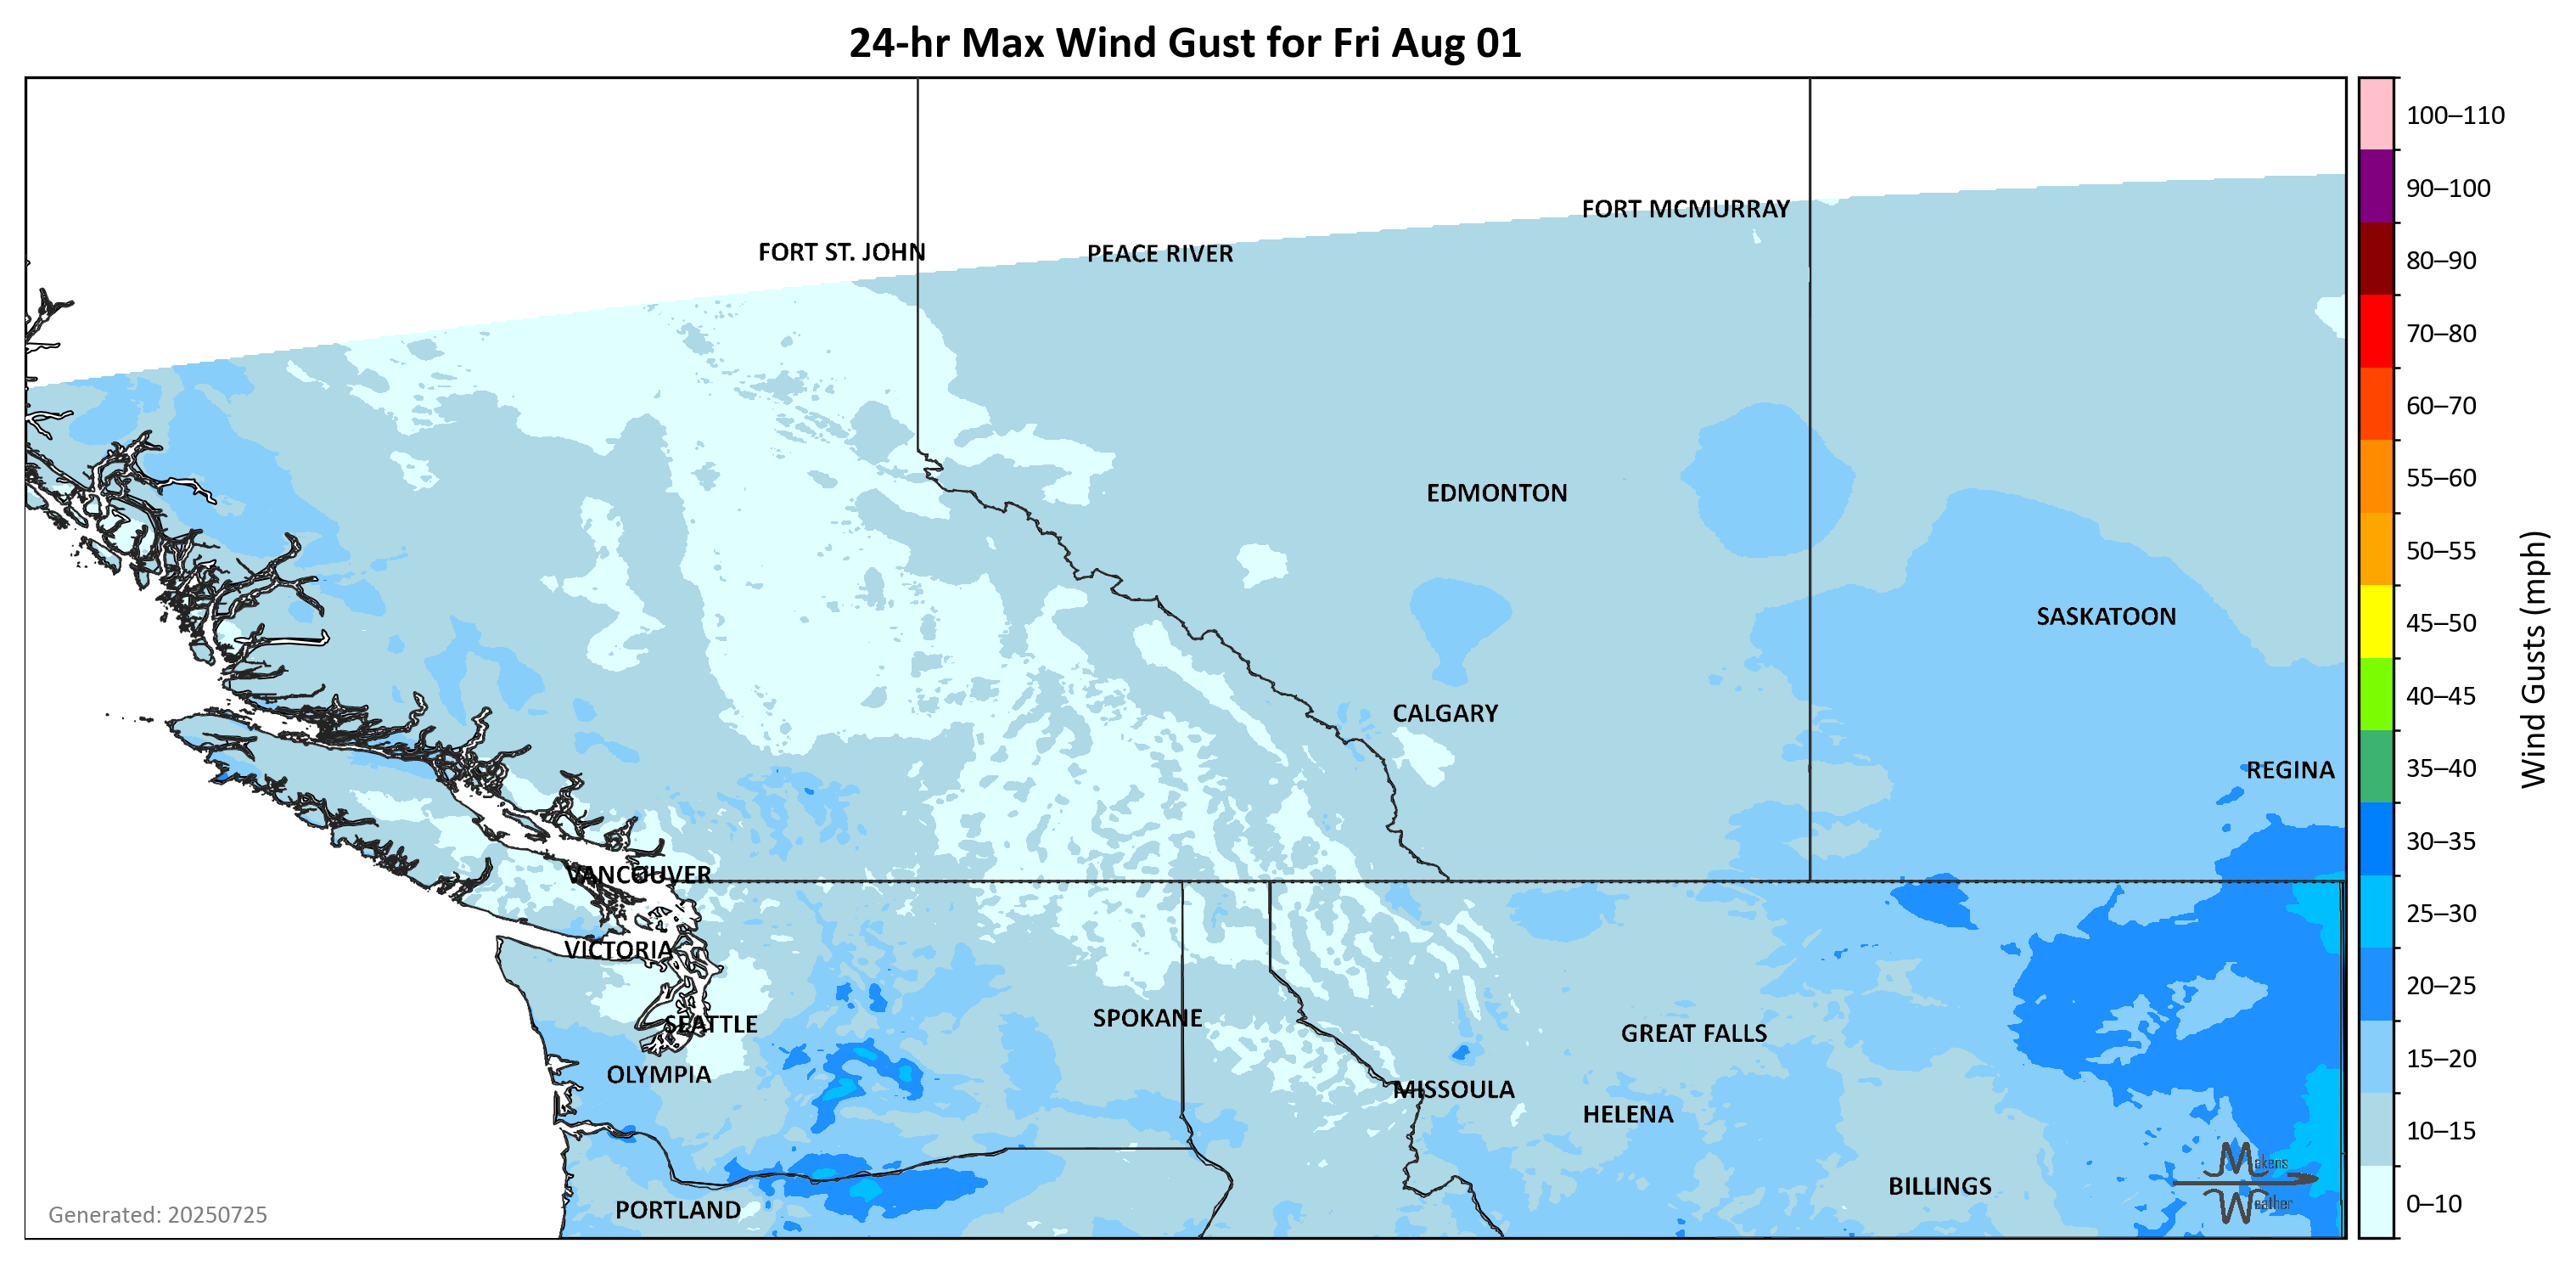 24-hr Max Wind Gust for Fri Aug 01
100–110
90–100
80–90
70–80
60–70
55–60
50–55
45–50
40–45
35–40
30–35
25–30
20–25
15–20
10–15
0–10
Wind Gusts (mph)
FORT MCMURRAY
FORT ST. JOHN
PEACE RIVER
EDMONTON
SASKATOON
CALGARY
REGINA
VANCOUVER
VICTORIA
SPOKANE
SEATTLE
GREAT FALLS
OLYMPIA
MISSOULA
HELENA
BILLINGS
PORTLAND
Makens
Weather
Generated: 20250725